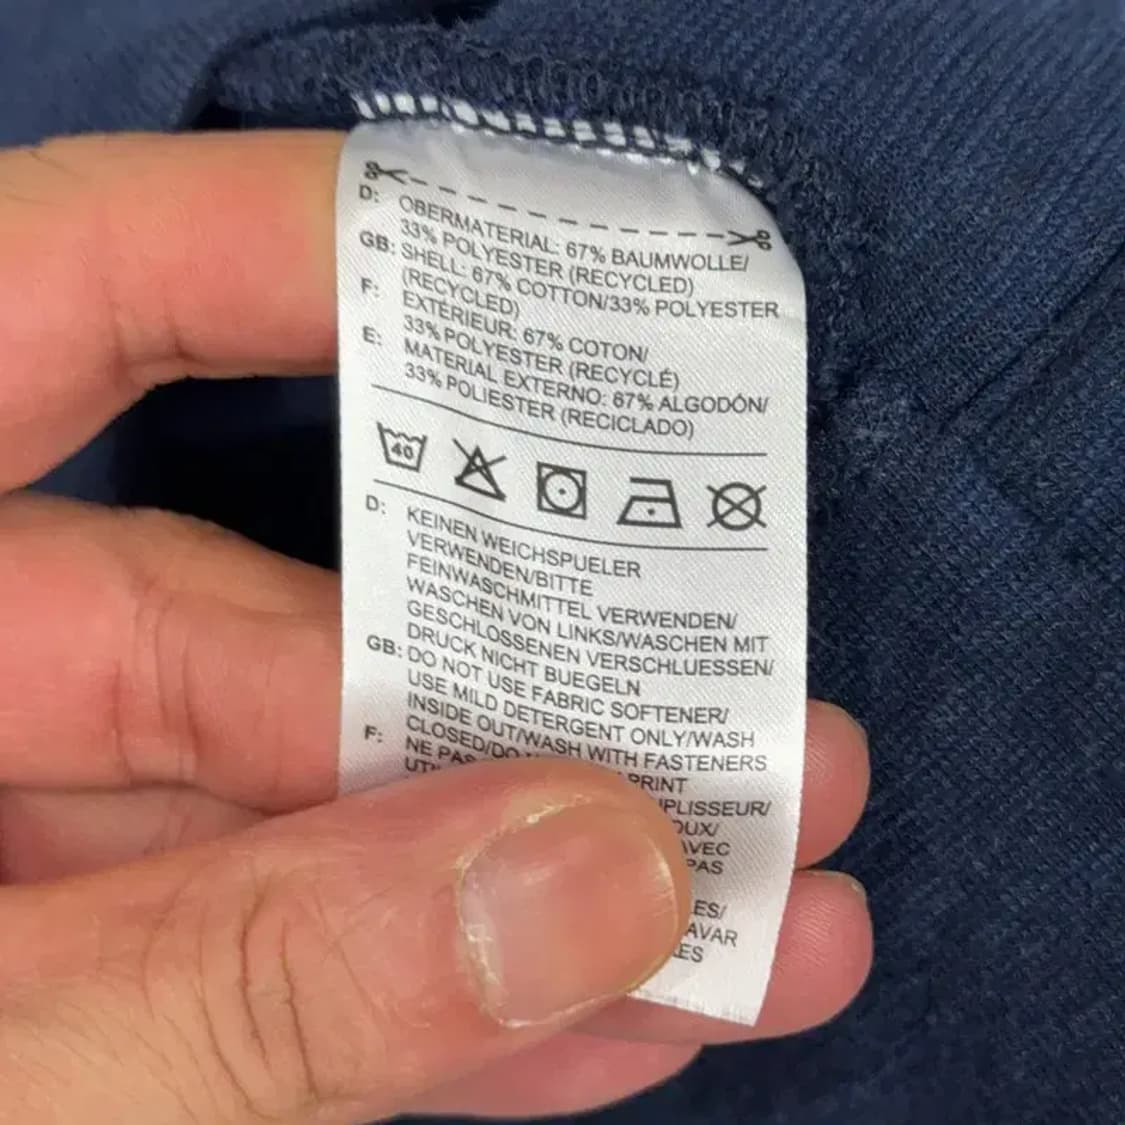 D: OBERMATERIAL: 67% BAUMWOLLE/
33% POLYESTER (RECYCLED)
GB: SHELL: 67% COTTON/33% POLYESTER
(RECYCLED)
F: EXTÉRIEUR: 67% COTON/
33% POLYESTER (RECYCLÉ)
E: MATERIAL EXTERNO: 67% ALGODÓN/
33% POLIESTER (RECICLADO)
40
D: KEINEN WEICHSPUELER
VERWENDEN/BITTE
FEINWASCHMITTEL VERWENDEN/
WASCHEN VON LINKS/WASCHEN MIT
GESCHLOSSENEN VERSCHLUESSEN/
DRUCK NICHT BUEGELN
GB: DO NOT USE FABRIC SOFTENER/
USE MILD DETERGENT ONLY/WASH
INSIDE OUT/WASH WITH FASTENERS
CLOSED/DO PRINT
F: NE PAS